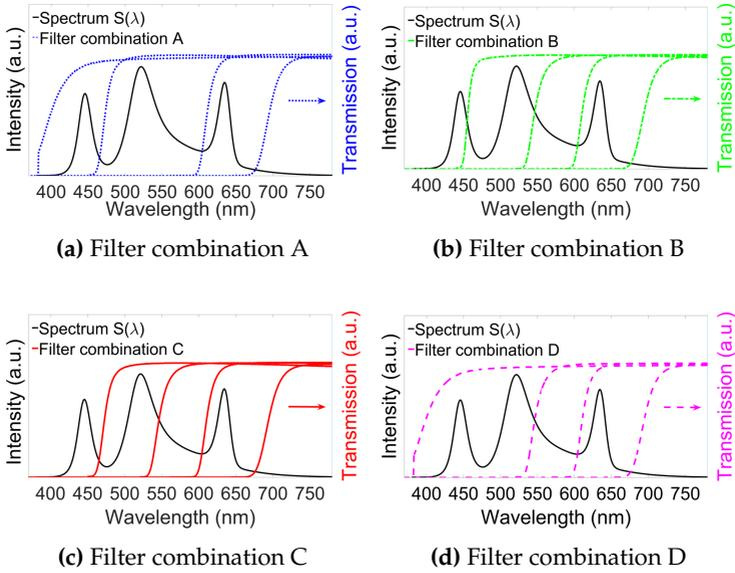 Spectrum S(λ)
Filter combination A
Intensity (a.u.)
Transmission (a.u.)
400 450 500 550 600 650 700 750
Wavelength (nm)
(a) Filter combination A
Spectrum S(λ)
Filter combination B
Intensity (a.u.)
Transmission (a.u.)
400 450 500 550 600 650 700 750
Wavelength (nm)
(b) Filter combination B
Spectrum S(λ)
Filter combination C
Intensity (a.u.)
Transmission (a.u.)
400 450 500 550 600 650 700 750
Wavelength (nm)
(c) Filter combination C
Spectrum S(λ)
Filter combination D
Intensity (a.u.)
Transmission (a.u.)
400 450 500 550 600 650 700 750
Wavelength (nm)
(d) Filter combination D